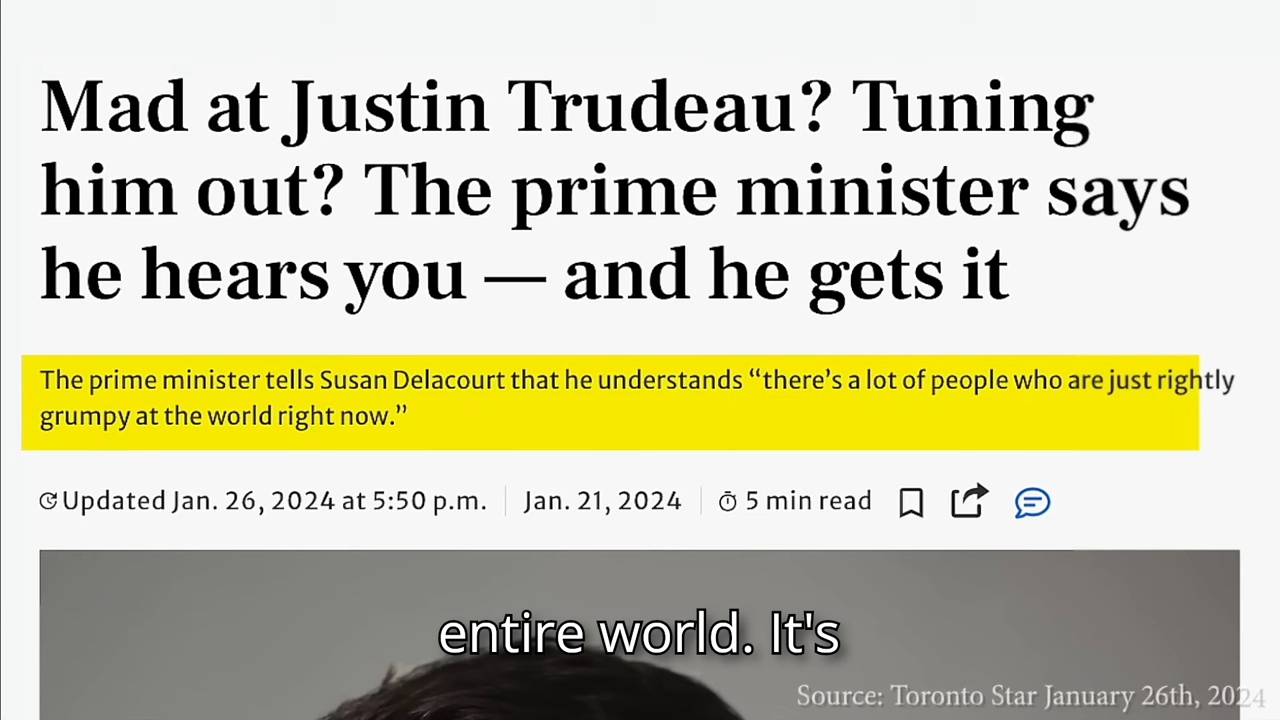 Mad at Justin Trudeau? Tuning
him out? The prime minister says
he hears you — and he gets it
The prime minister tells Susan Delacourt that he understands “there’s a lot of people who are just rightly
grumpy at the world right now.”
Updated Jan. 26, 2024 at 5:50 p.m. Jan. 21, 2024 5 min read
entire world. It's
Source: Toronto Star January 26th, 2024